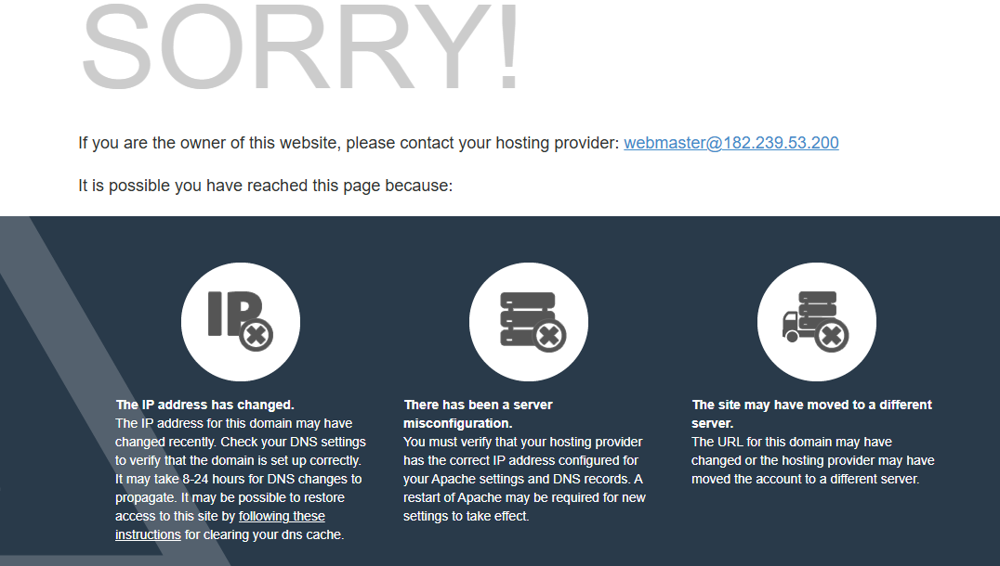 SORRY!
If you are the owner of this website, please contact your hosting provider: webmaster@182.239.53.200
It is possible you have reached this page because:
IP
The IP address has changed.
The IP address for this domain may have
changed recently. Check your DNS settings
to verify that the domain is set up correctly.
It may take 8-24 hours for DNS changes to
propagate. It may be possible to restore
access to this site by following these
instructions for clearing your dns cache.
There has been a server
misconfiguration.
You must verify that your hosting provider
has the correct IP address configured for
your Apache settings and DNS records. A
restart of Apache may be required for new
settings to take effect.
The site may have moved to a different
server.
The URL for this domain may have
changed or the hosting provider may have
moved the account to a different server.